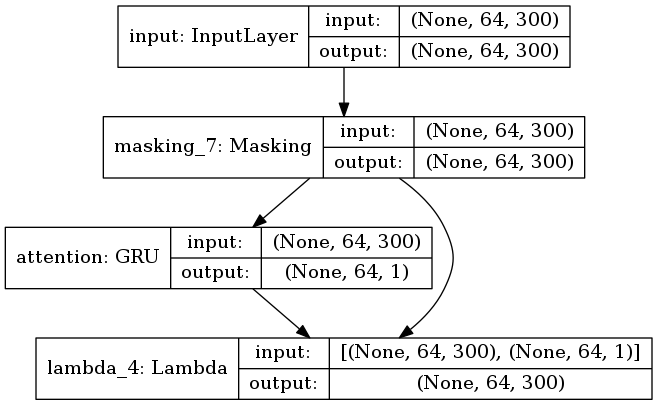 input: InputLayer input: (None, 64, 300)
output: (None, 64, 300)
masking_7: Masking input: (None, 64, 300)
output: (None, 64, 300)
attention: GRU input: (None, 64, 300)
output: (None, 64, 1)
lambda_4: Lambda input: [(None, 64, 300), (None, 64, 1)]
output: (None, 64, 300)